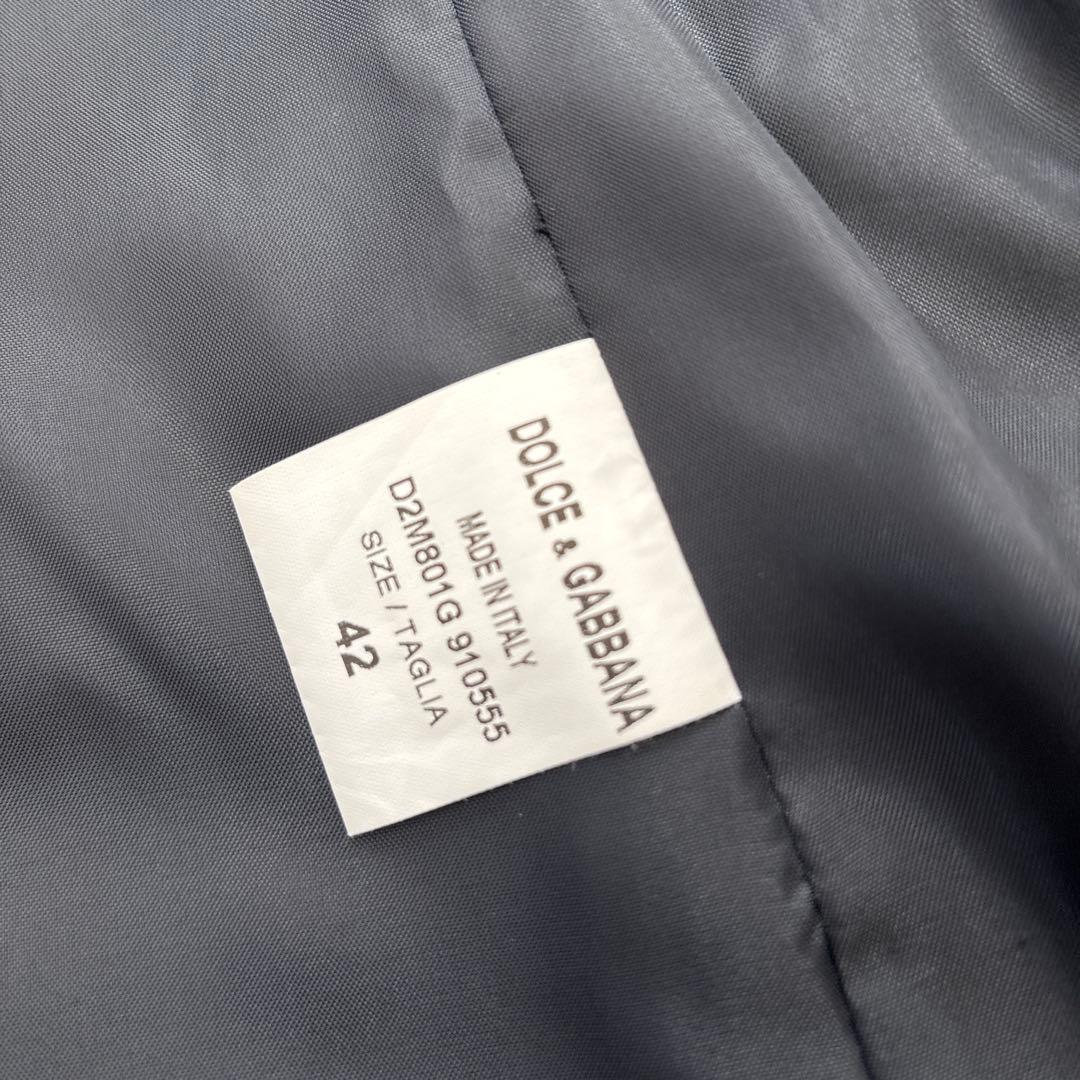 DOLCE & GABBANA
MADE IN ITALY
D2M801G 910555
SIZE / TAGLIA
42